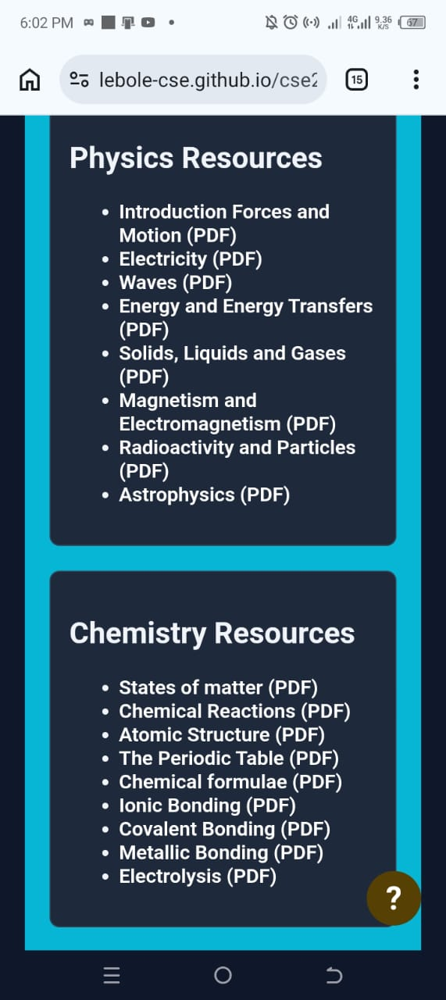 6:02 PM
4G
9.36
K/S
67
lebole-cse.github.io/cse2
15
Physics Resources
• Introduction Forces and
Motion (PDF)
• Electricity (PDF)
• Waves (PDF)
• Energy and Energy Transfers
(PDF)
• Solids, Liquids and Gases
(PDF)
• Magnetism and
Electromagnetism (PDF)
• Radioactivity and Particles
(PDF)
• Astrophysics (PDF)
Chemistry Resources
• States of matter (PDF)
• Chemical Reactions (PDF)
• Atomic Structure (PDF)
• The Periodic Table (PDF)
• Chemical formulae (PDF)
• Ionic Bonding (PDF)
• Covalent Bonding (PDF)
• Metallic Bonding (PDF)
• Electrolysis (PDF)
?